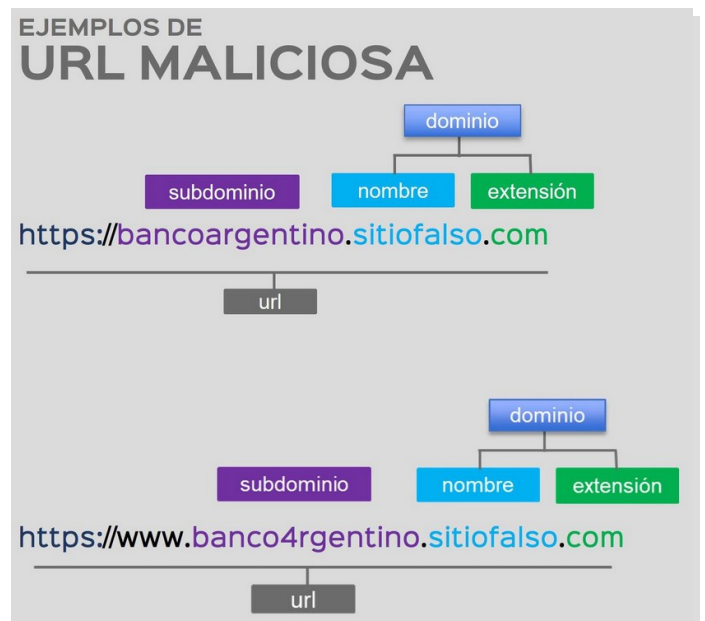 EJEMPLOS DE
URL MALICIOSA
dominio
subdominio nombre extensión
https://bancoargentino.sitiofalso.com
url
dominio
subdominio nombre extensión
https://www.banco4rgentino.sitiofalso.com
url